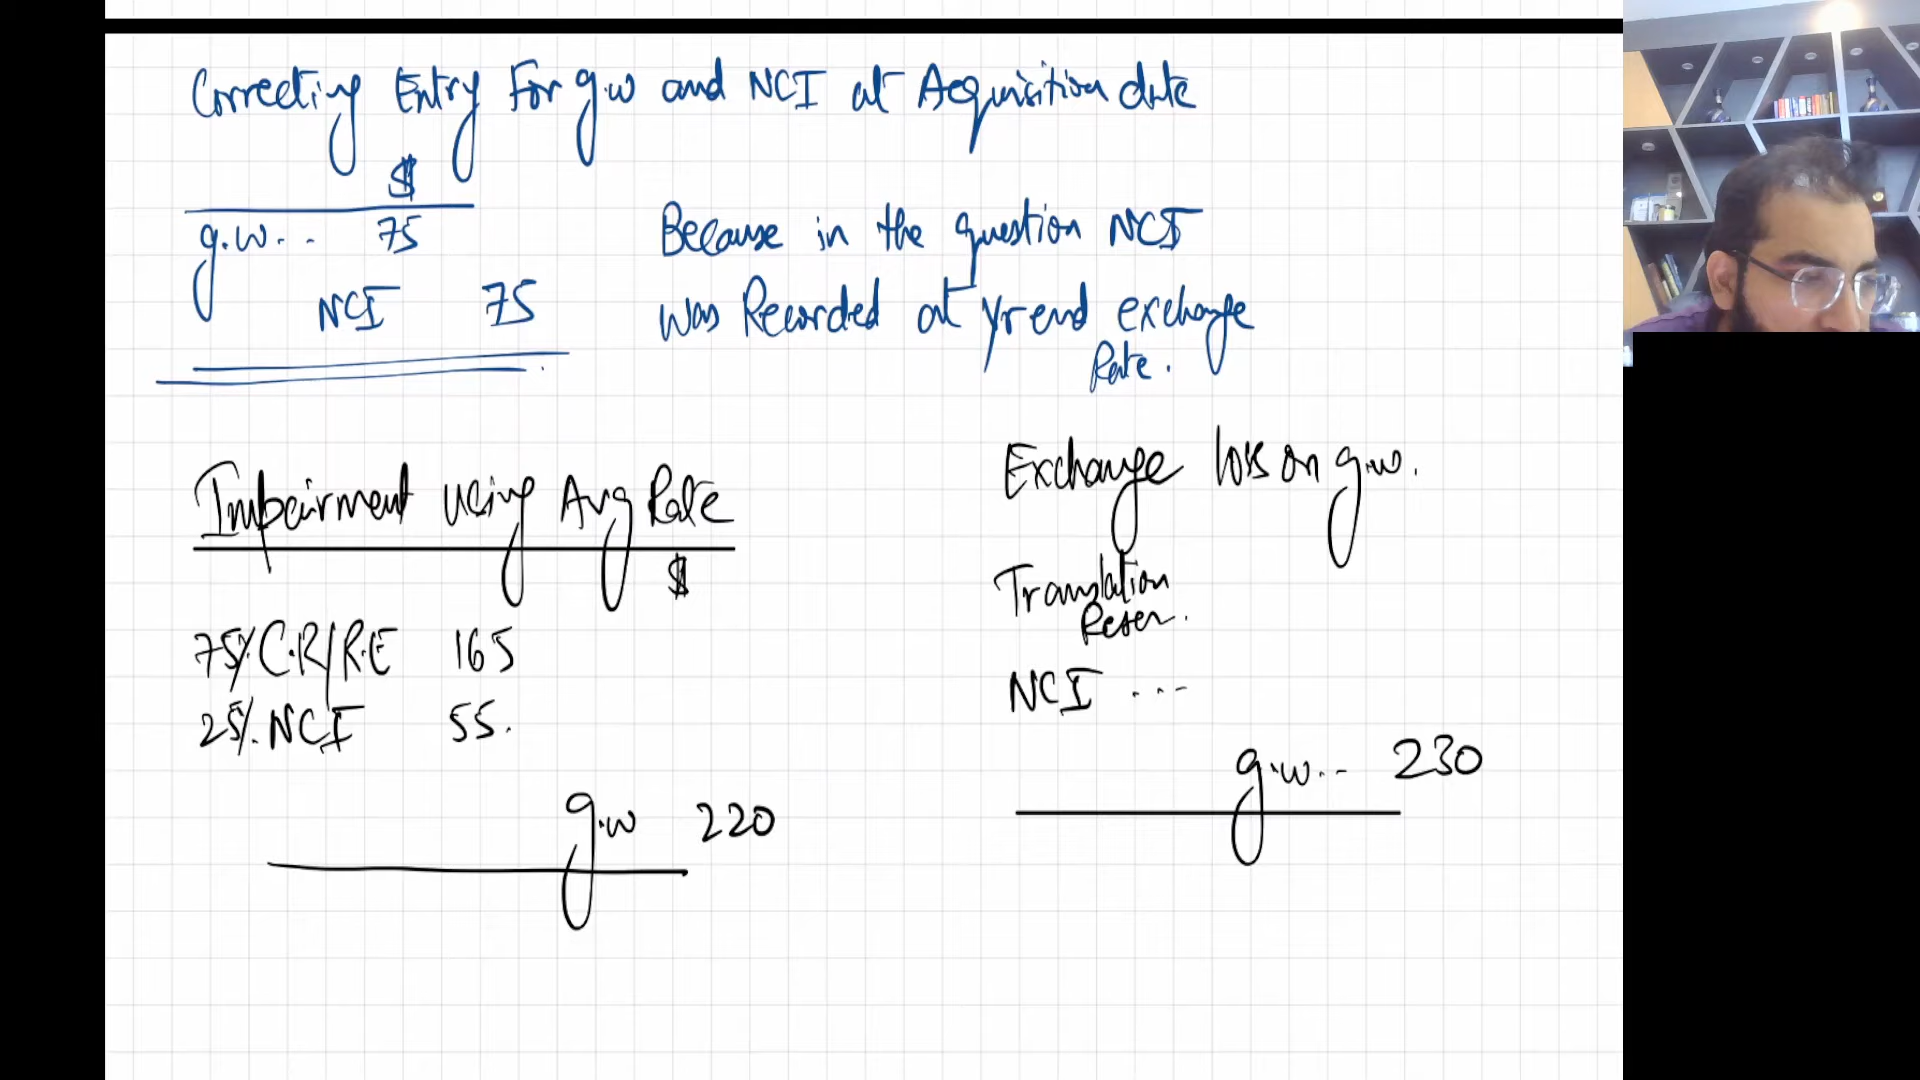 Correcting Entry For g.w and NCI at Acquisition date
$
g.w.. 75
NCI 75
Because in the question NCI
was Recorded at yr end exchange
Rate.
Impairment using Avg Rate
$
75% C.R/R.E 165
25%. NCI 55.
g.w 220
Exchange loss on g.w.
Translation
Reser.
NCI ...
g.w... 230